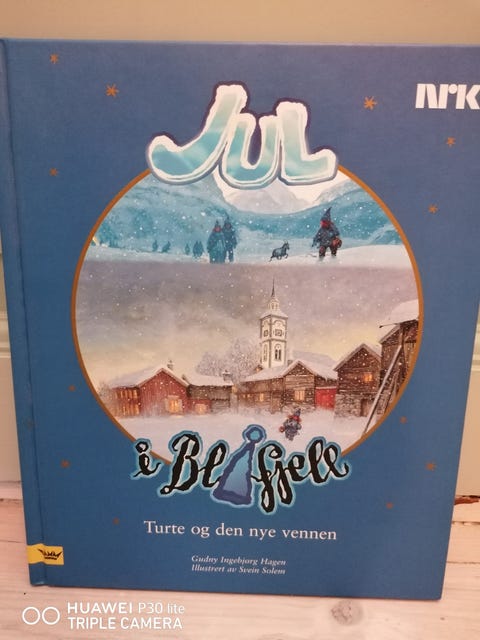 nrk
JUL
i Blåfjell
Turte og den nye vennen
Gudny Ingebjørg Hagen
Illustrert av Svein Solem
HUAWEI P30 lite
TRIPLE CAMERA